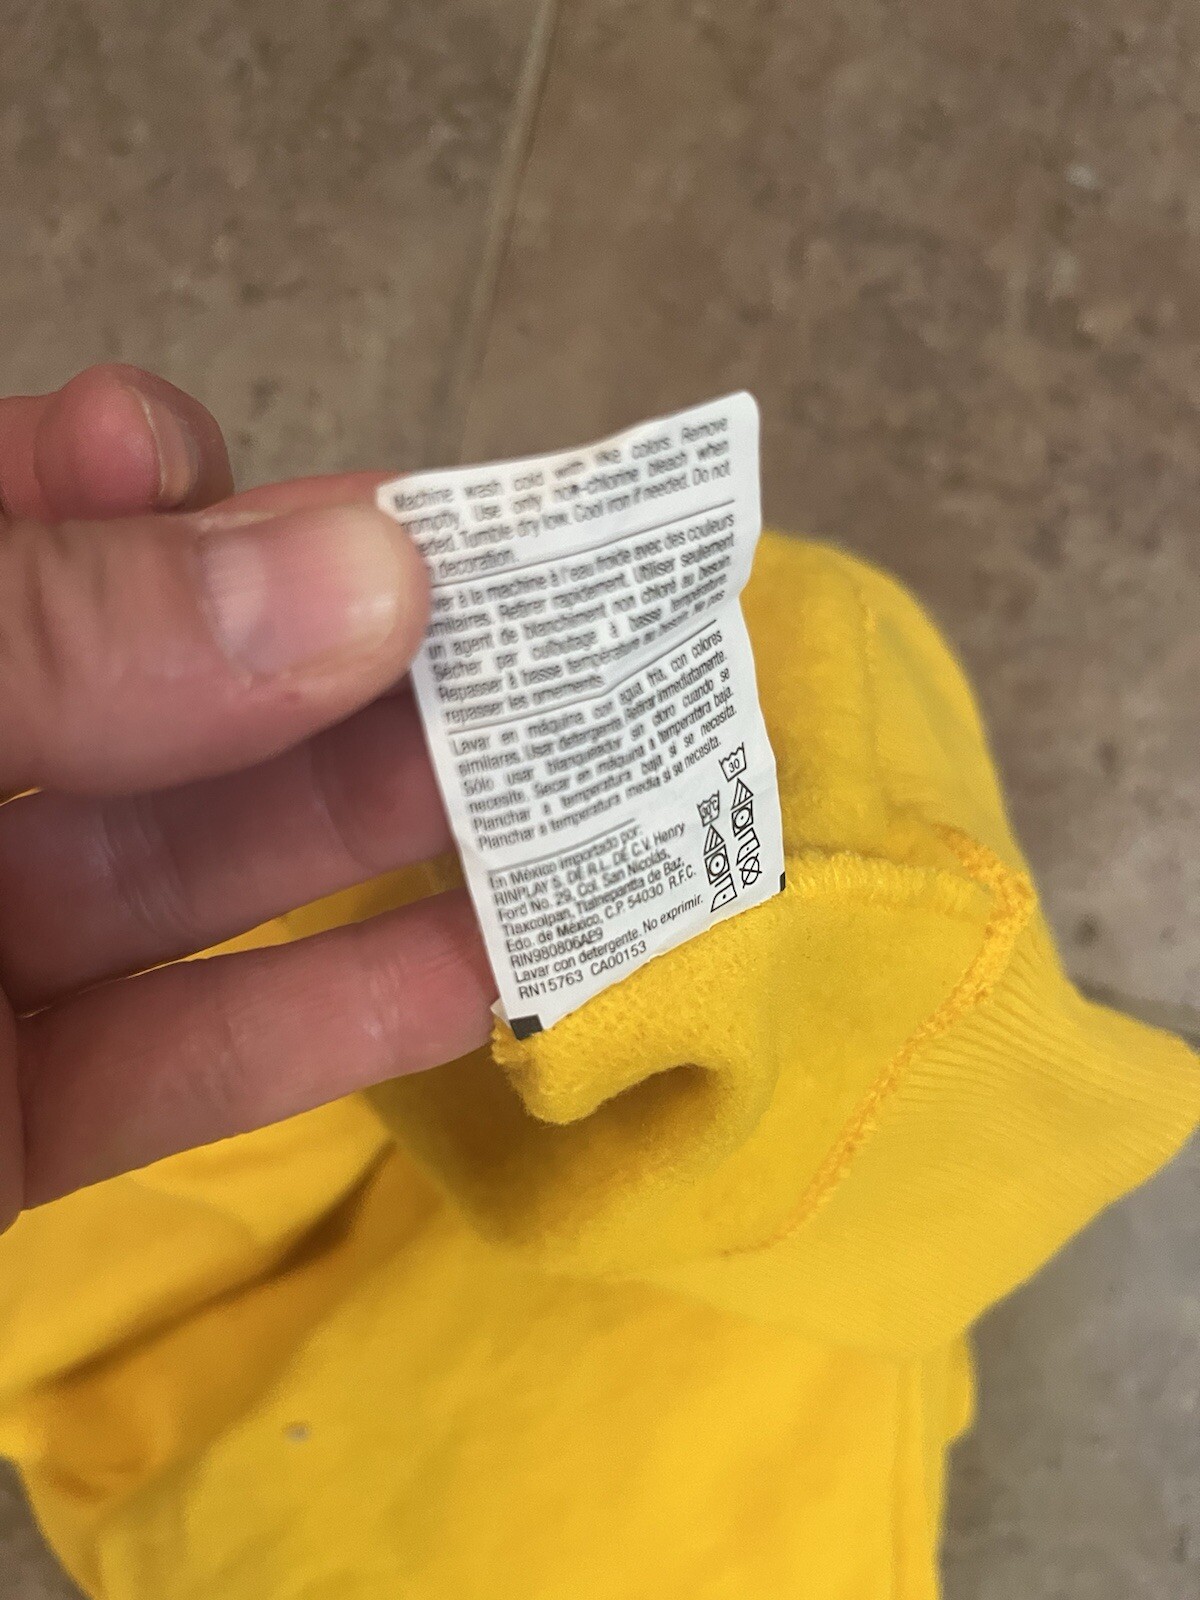 Machine wash cold with like colors. Remove
romptly. Use only non-chlorine bleach when
eded. Tumble dry low. Cool iron if needed. Do not
decoration.
ver à la machine à l'eau froide avec des couleurs
milaires. Retirer rapidement. Utiliser seulement
un agent de blanchiment non chloré au besoin
Sécher par culbutage à basse température.
Repasser à basse température au besoin. Ne pas
repasser les ornements.
Lavar en máquina con agua fría, con colores
similares. Usar detergente. Retirar inmediatamente.
Sólo usar blanqueador sin cloro cuando se
necesite. Secar en máquina a temperatura baja.
Planchar a temperatura baja si se necesita.
Planchar a temperatura media si se necesita.
En México importado por:
RINPLAY S. DE R.L. DE C.V. Henry
Ford No. 29, Col. San Nicolás,
Tlaxcolpan, Tlalnepantla de Baz,
Edo. de México, C.P. 54030 R.F.C.
RIN980806AP9
Lavar con detergente. No exprimir.
RN15763 CA00153
30
30°C